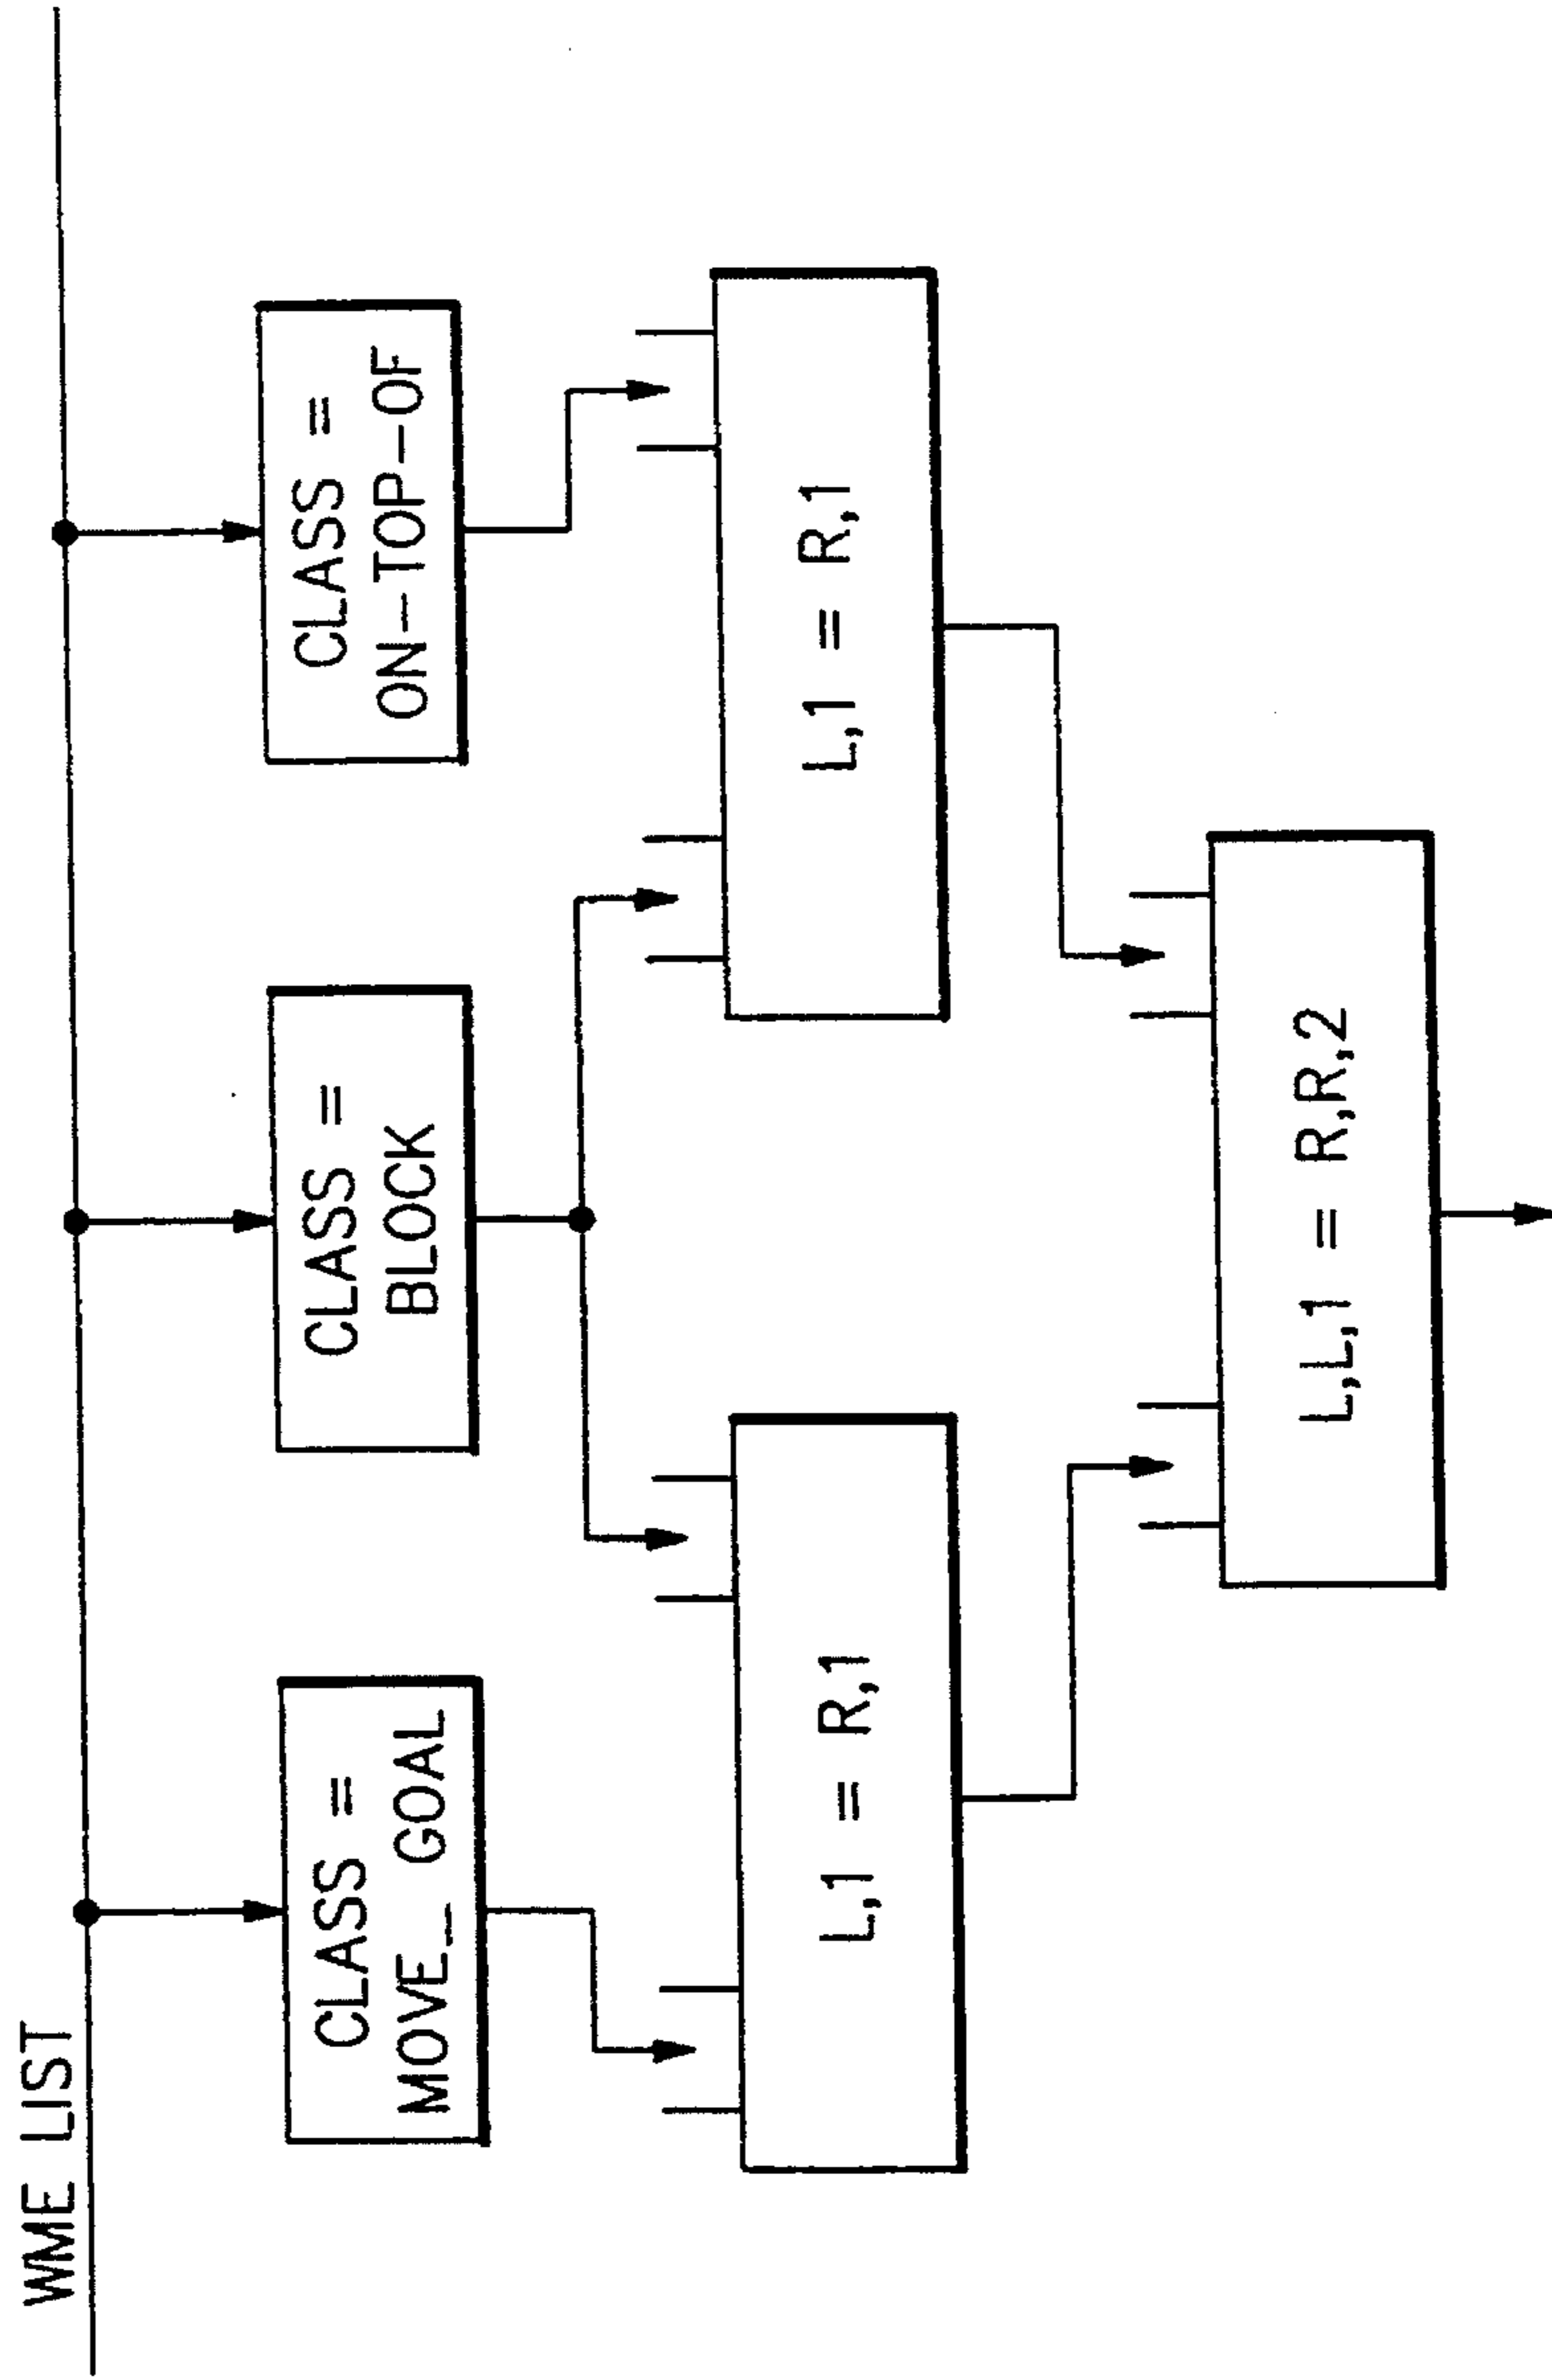 WME LIST
CLASS =
MOVE_ GOAL
CLASS =
BLOCK
CLASS =
ON-TOP-OF
L,1 = R,1
L,1 = R,1
L,L,1 = R,R,2